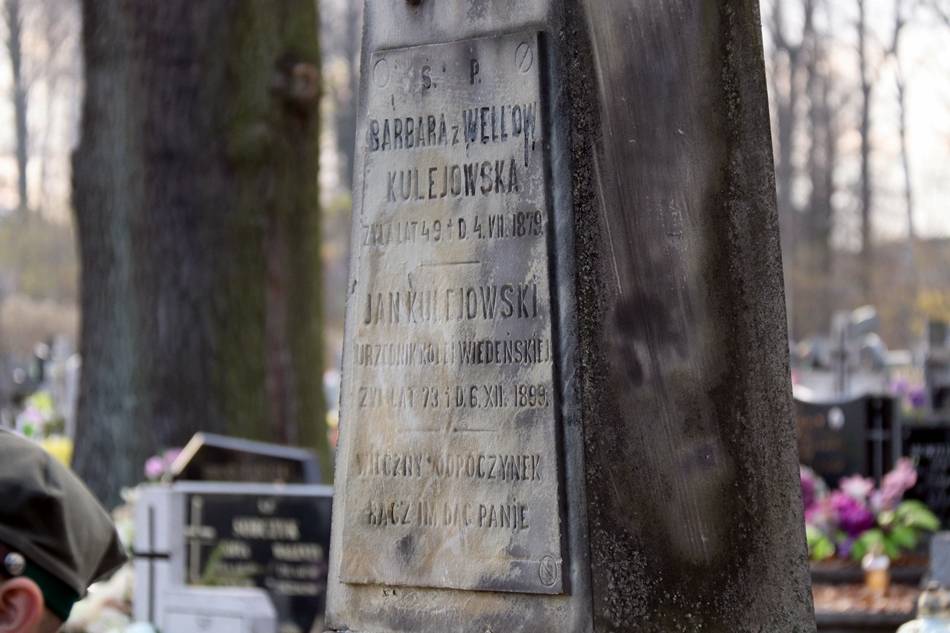 Ś. P.
BARBARA z WELLOW
KULEJOWSKA
ŻYŁA LAT 49 † D. 4. VII. 1879.
JAN KULEJOWSKI
URZĘDNIK KOLEI WIEDEŃSKIEJ
ŻYŁ LAT 73 † D. 6. XII. 1899.
WIECZNY ODPOCZYNEK
RACZ IM DAĆ PANIE